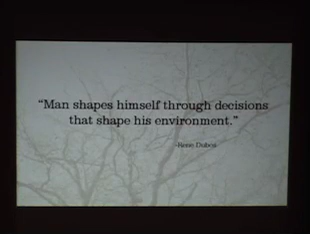 “Man shapes himself through decisions
that shape his environment.”
-Rene Dubos